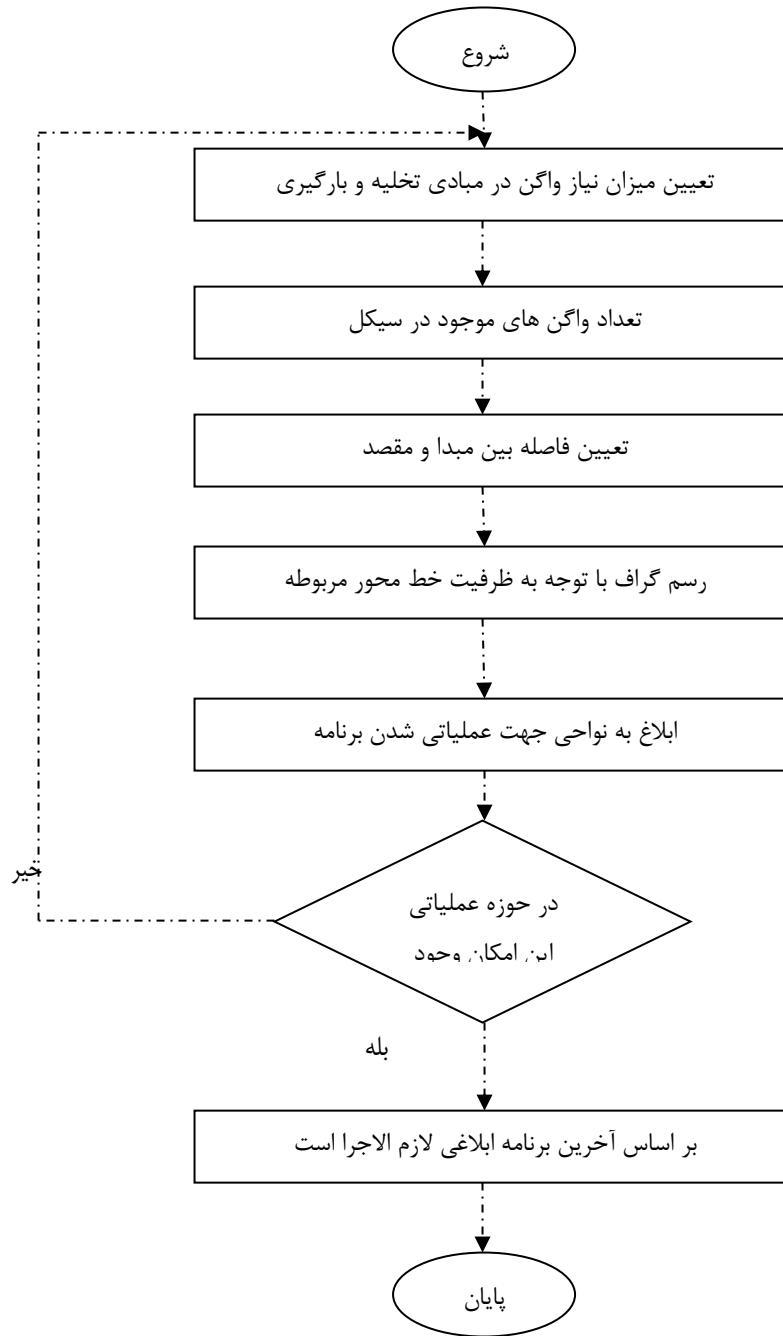 شروع
تعیین میزان نیاز واگن در مبادی تخلیه و بارگیری
تعداد واگن های موجود در سیکل
تعیین فاصله بین مبدا و مقصد
رسم گراف با توجه به ظرفیت خط محور مربوطه
ابلاغ به نواحی جهت عملیاتی شدن برنامه
خیر
در حوزه عملیاتی
این امکان وجود
بله
بر اساس آخرین برنامه ابلاغی لازم الاجرا است
پایان